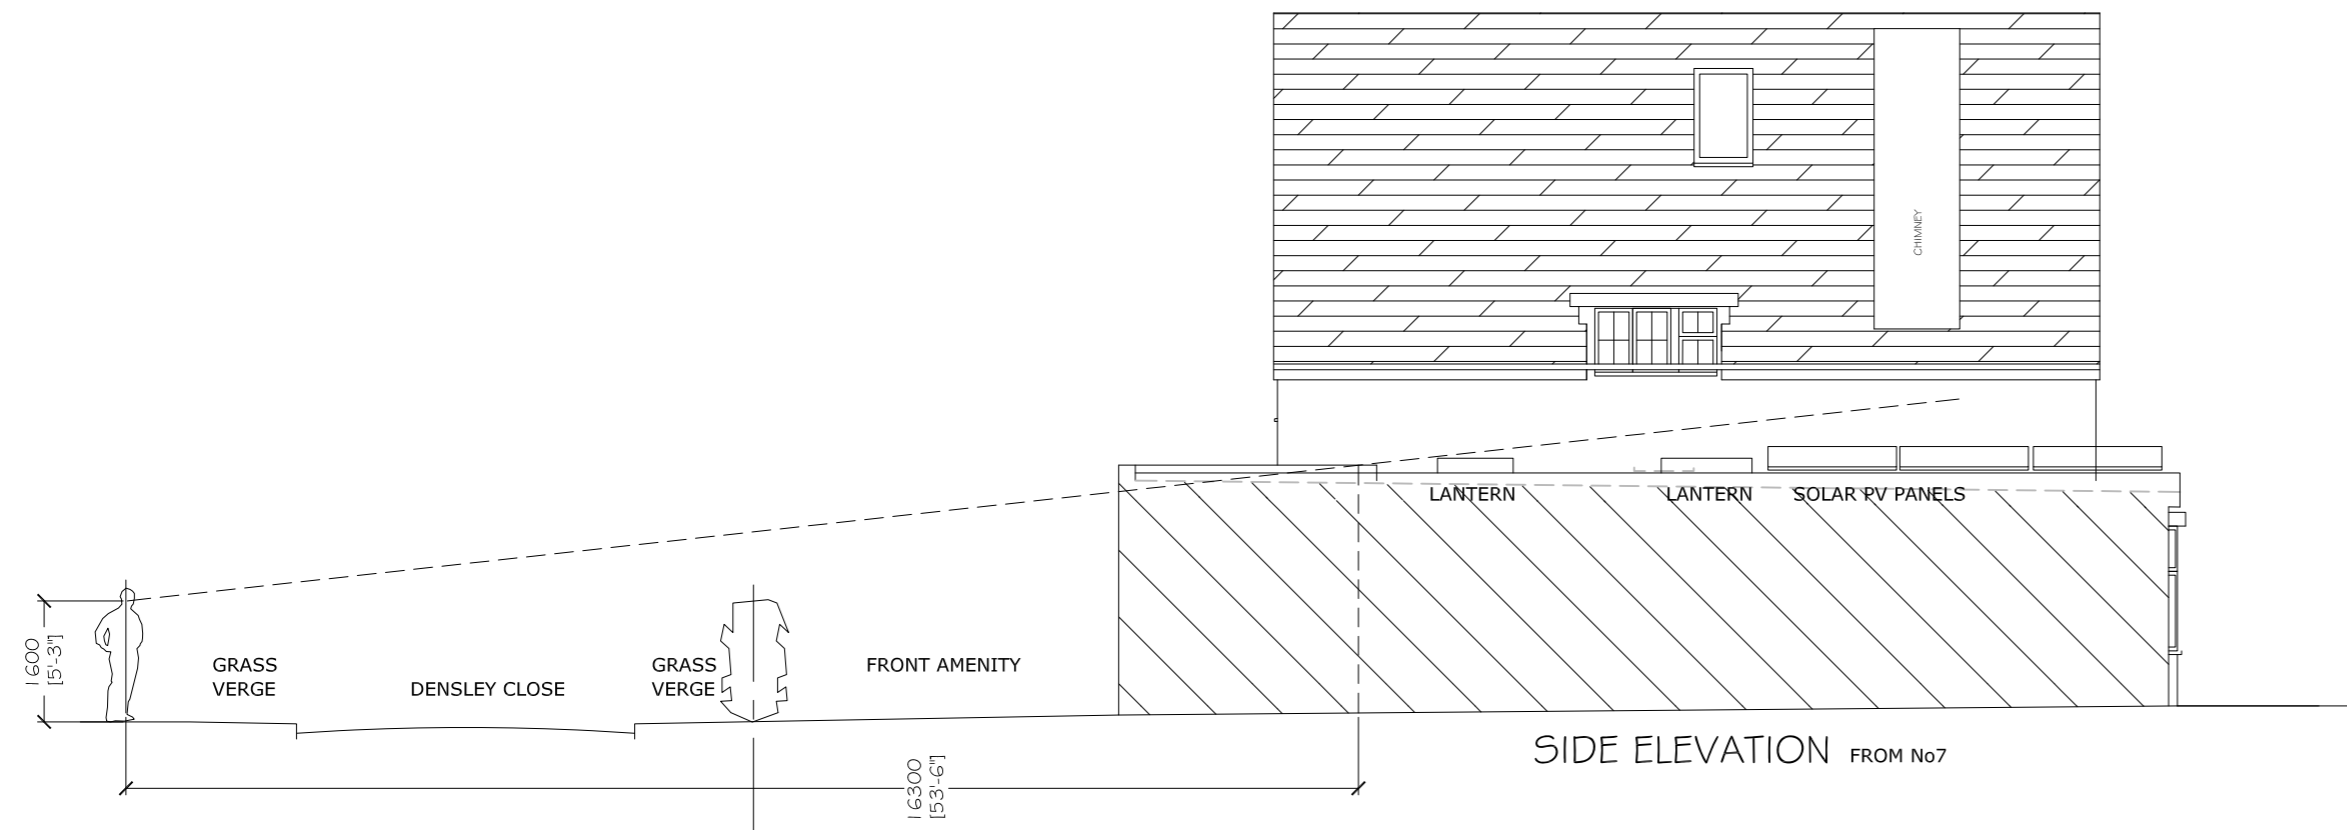 CHIMNEY
LANTERN
LANTERN
SOLAR PV PANELS
1600
[5'-3"]
GRASS
VERGE
DENSLEY CLOSE
GRASS
VERGE
FRONT AMENITY
SIDE ELEVATION FROM No7
16300
[53'-6"]